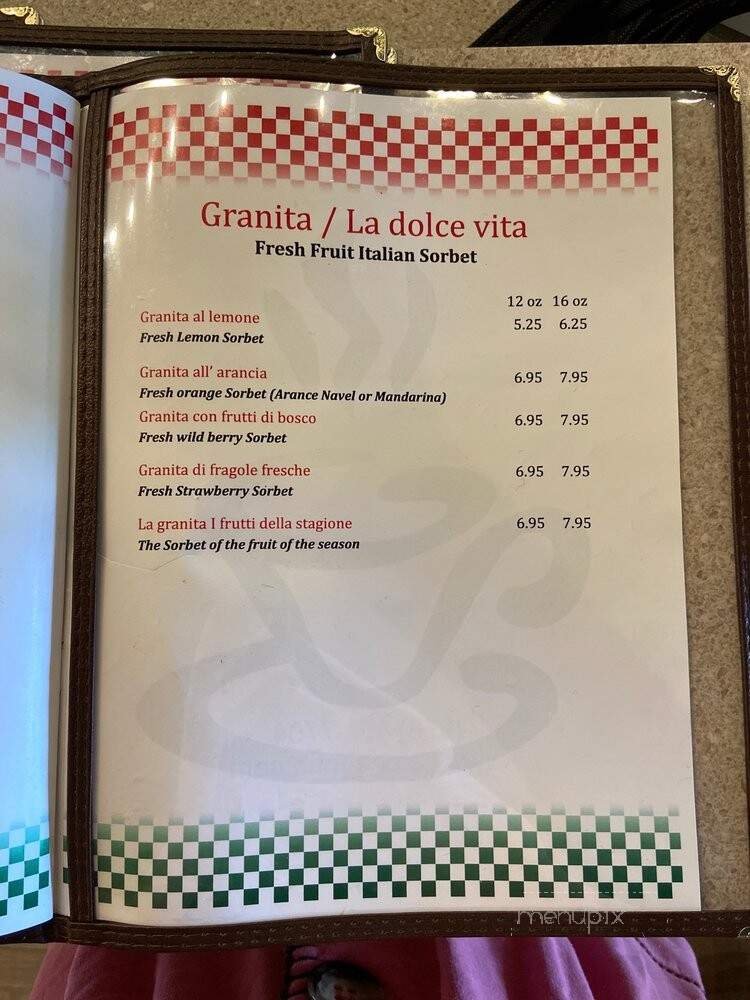 Granita / La dolce vita
Fresh Fruit Italian Sorbet
12 oz 16 oz
Granita al lemone 5.25 6.25
Fresh Lemon Sorbet
Granita all' arancia 6.95 7.95
Fresh orange Sorbet (Arance Navel or Mandarina)
Granita con frutti di bosco 6.95 7.95
Fresh wild berry Sorbet
Granita di fragole fresche 6.95 7.95
Fresh Strawberry Sorbet
La granita I frutti della stagione 6.95 7.95
The Sorbet of the fruit of the season
menupix